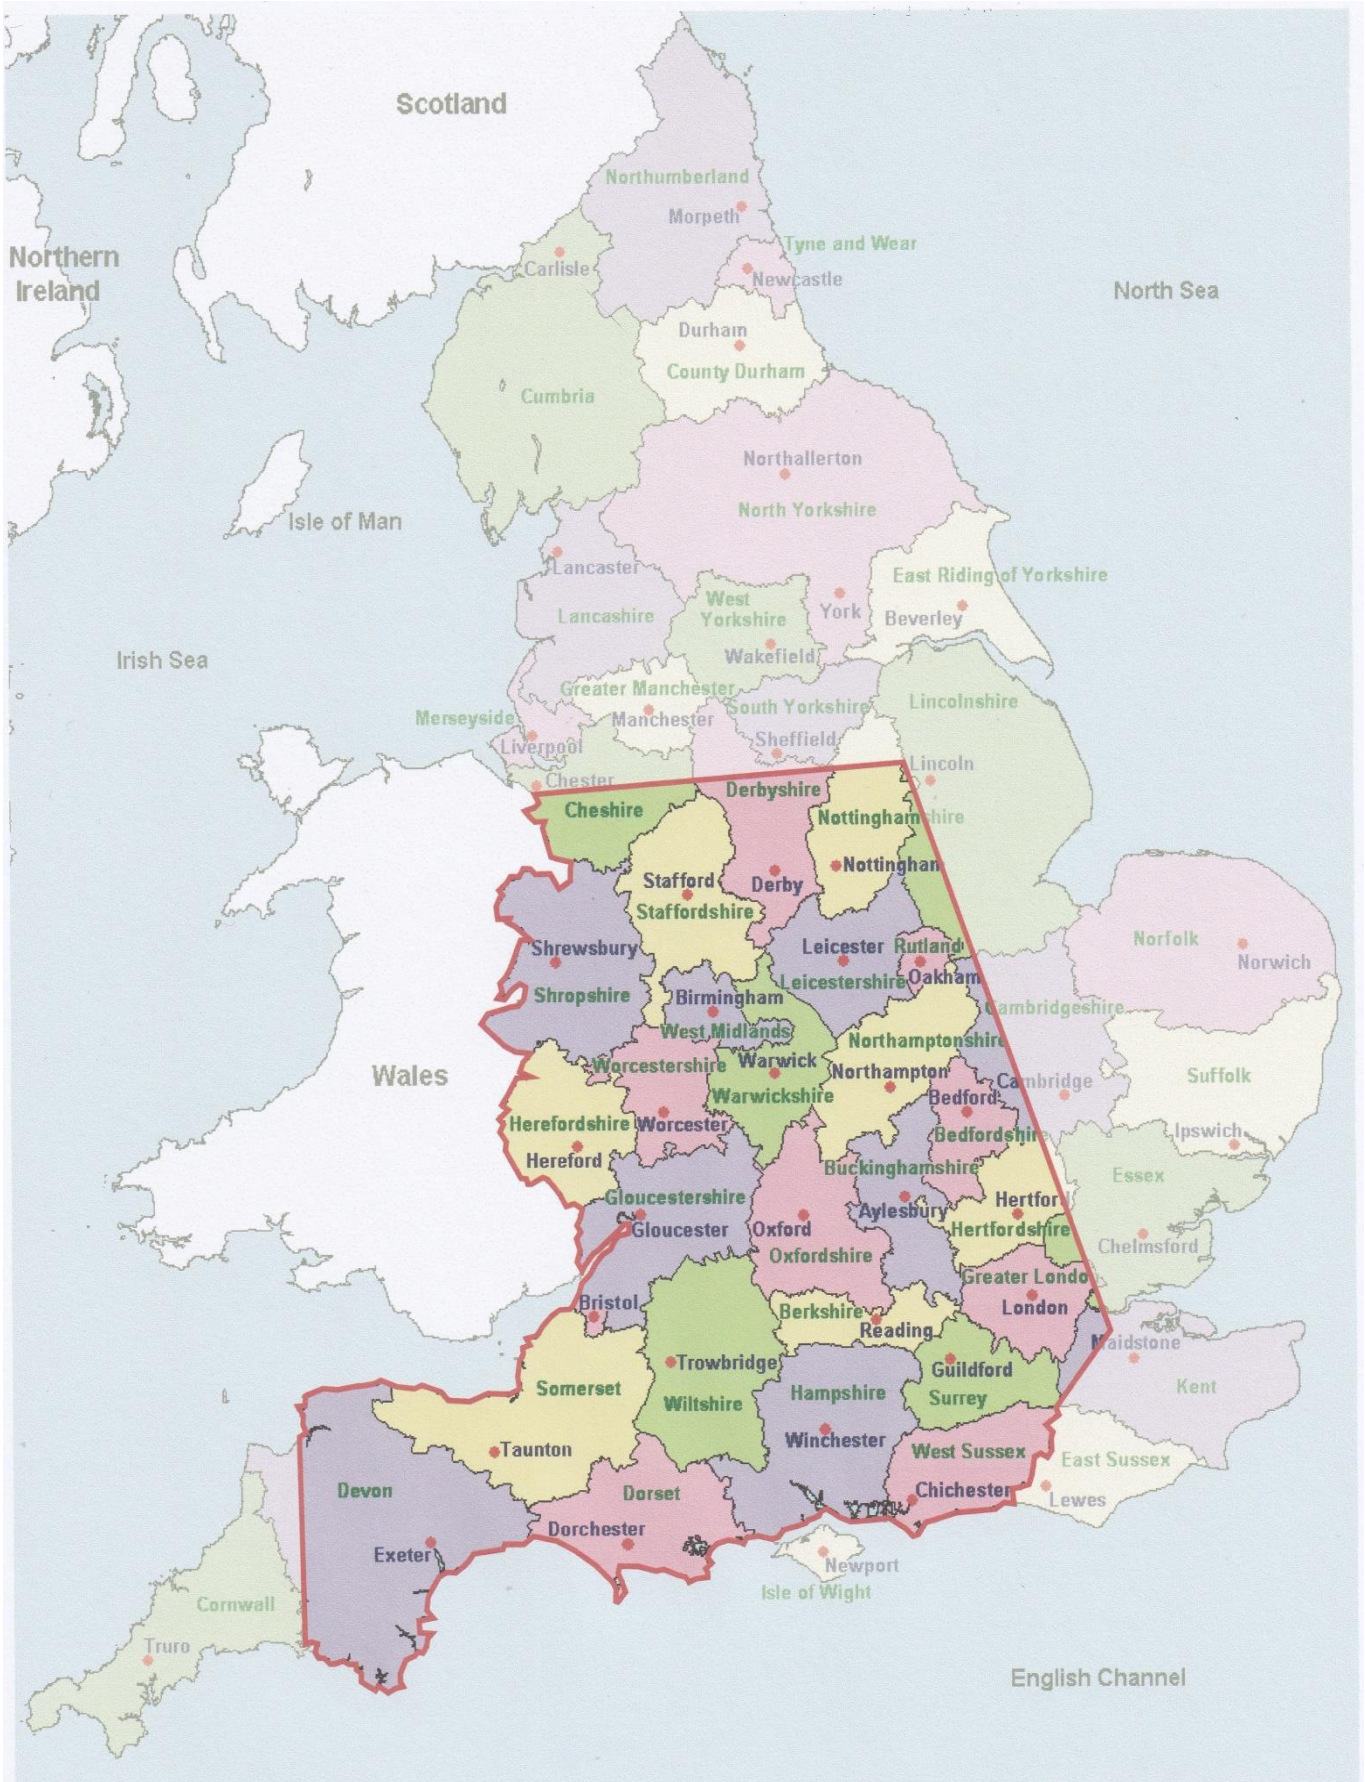 Scotland
Northumberland
Morpeth
Tyne and Wear
Northern
Ireland
Carlisle
Newcastle
North Sea
Durham
County Durham
Cumbria
Northallerton
North Yorkshire
Isle of Man
Lancaster
East Riding of Yorkshire
West
Yorkshire
Lancashire
York
Beverley
Irish Sea
Wakefield
Greater Manchester
South Yorkshire
Lincolnshire
Merseyside
Manchester
Liverpool
Sheffield
Lincoln
Chester
Derbyshire
Cheshire
Nottinghamshire
Nottingham
Stafford
Derby
Staffordshire
Norfolk
Shrewsbury
Leicester
Rutland
Norwich
Leicestershire
Oakham
Shropshire
Birmingham
Cambridgeshire
West Midlands
Northamptonshire
Worcestershire
Warwick
Wales
Northampton
Cambridge
Suffolk
Warwickshire
Bedford
Herefordshire
Worcester
Bedfordshire
Ipswich
Hereford
Buckinghamshire
Essex
Gloucestershire
Hertfor
Aylesbury
Gloucester
Oxford
Hertfordshire
Chelmsford
Oxfordshire
Greater Londo
Bristol
Berkshire
London
Reading
Maidstone
Trowbridge
Guildford
Somerset
Hampshire
Kent
Surrey
Wiltshire
Winchester
Taunton
West Sussex
East Sussex
Devon
Dorset
Chichester
Lewes
Dorchester
Exeter
Newport
Isle of Wight
Cornwall
Truro
English Channel